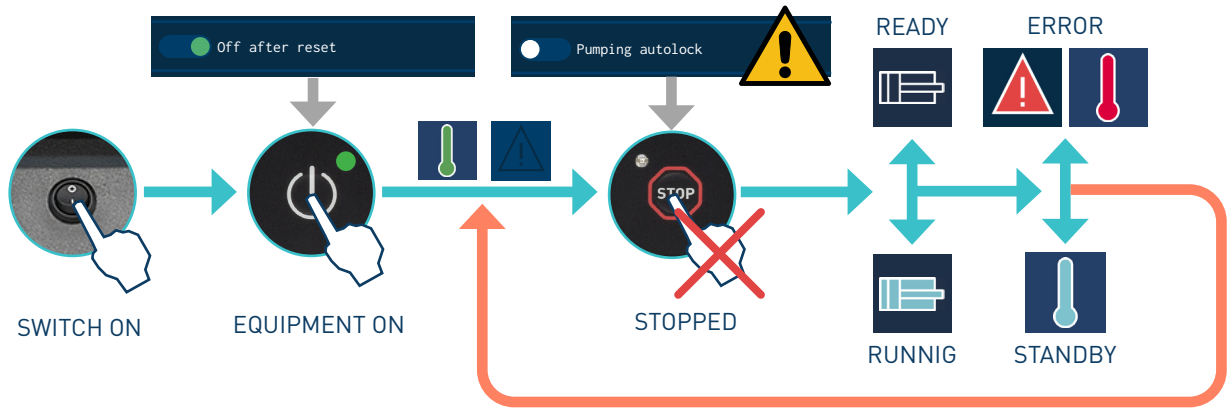 Off after reset
Pumping autolock
READY
ERROR
STOP
SWITCH ON
EQUIPMENT ON
STOPPED
RUNNIG
STANDBY